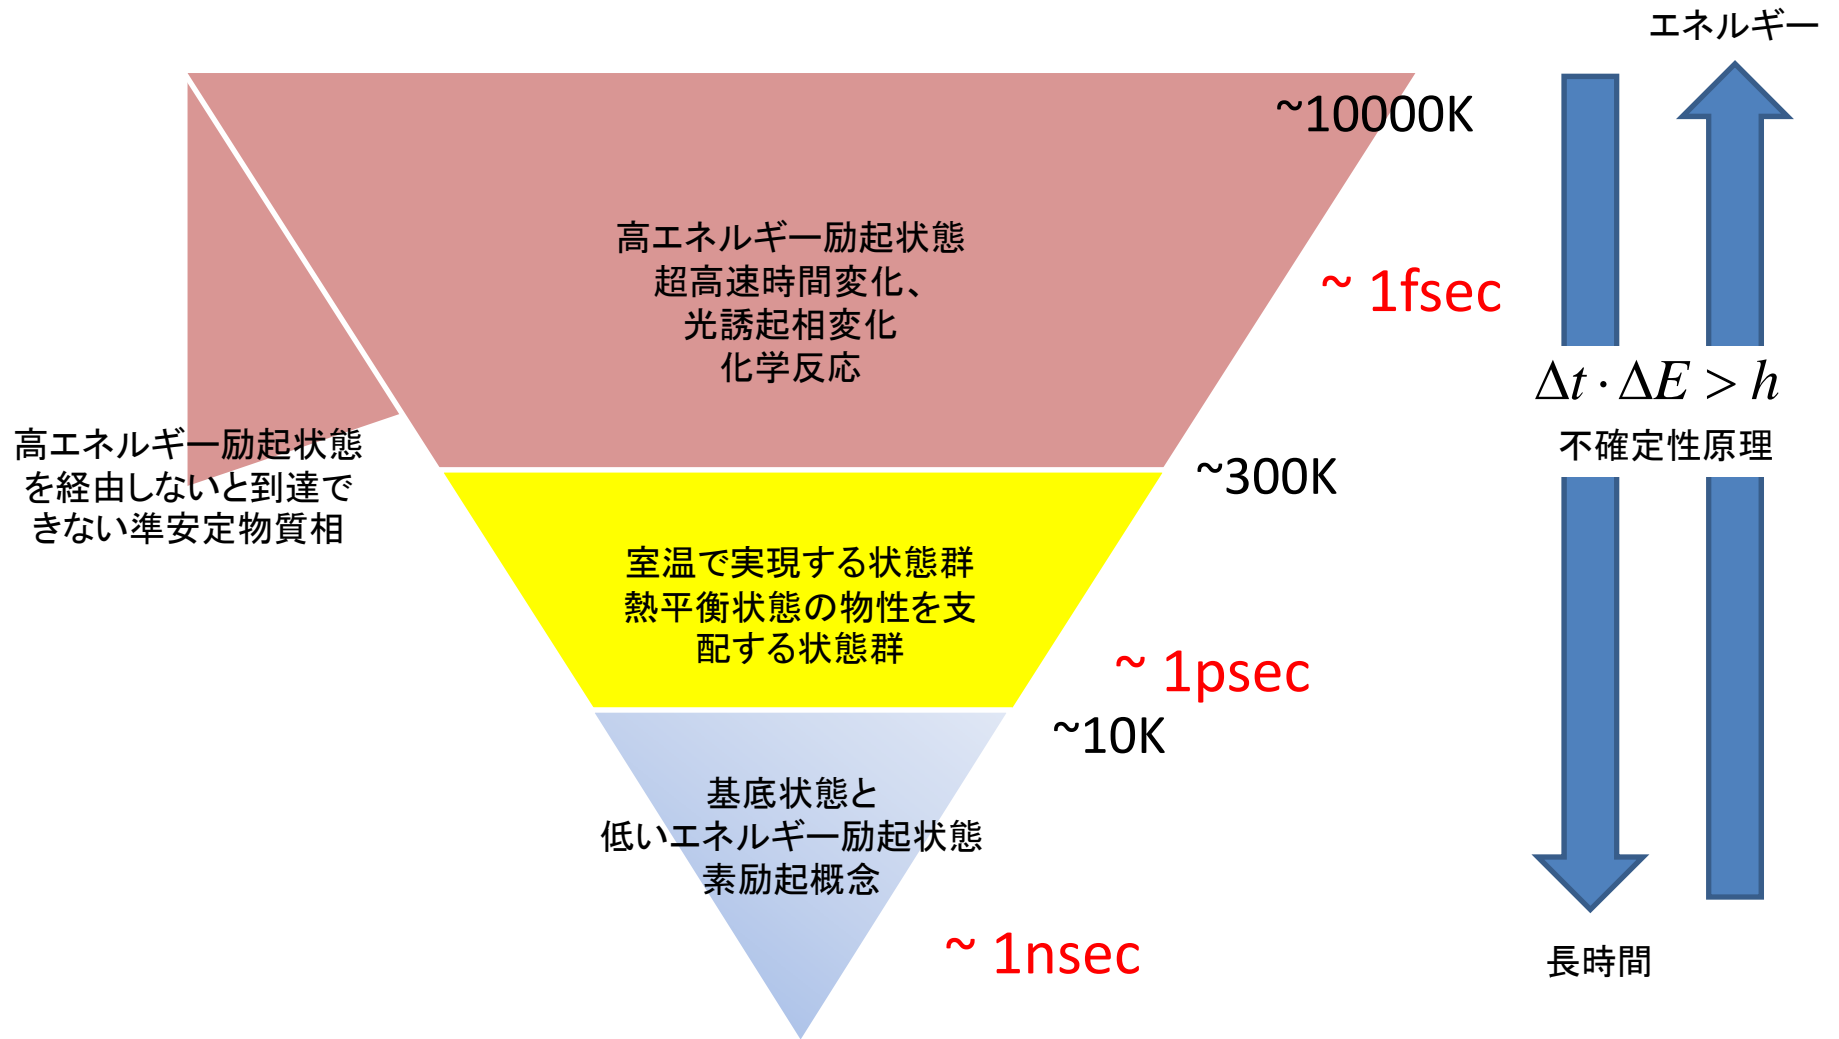 エネルギー
~10000K
高エネルギー励起状態
超高速時間変化、
光誘起相変化
化学反応
~ 1fsec
Δt · ΔE > h
不確定性原理
高エネルギー励起状態
を経由しないと到達で
きない準安定物質相
~300K
室温で実現する状態群
熱平衡状態の物性を支
配する状態群
~ 1psec
~10K
基底状態と
低いエネルギー励起状態
素励起概念
~ 1nsec
長時間